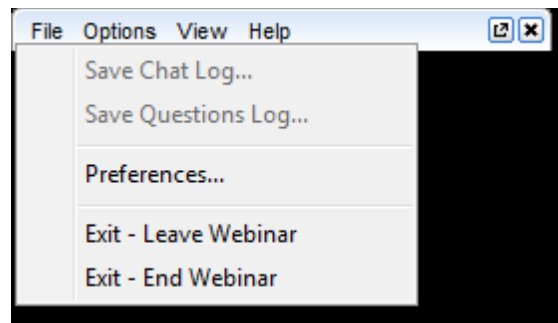 File Options View Help
Save Chat Log...
Save Questions Log...
Preferences...
Exit - Leave Webinar
Exit - End Webinar